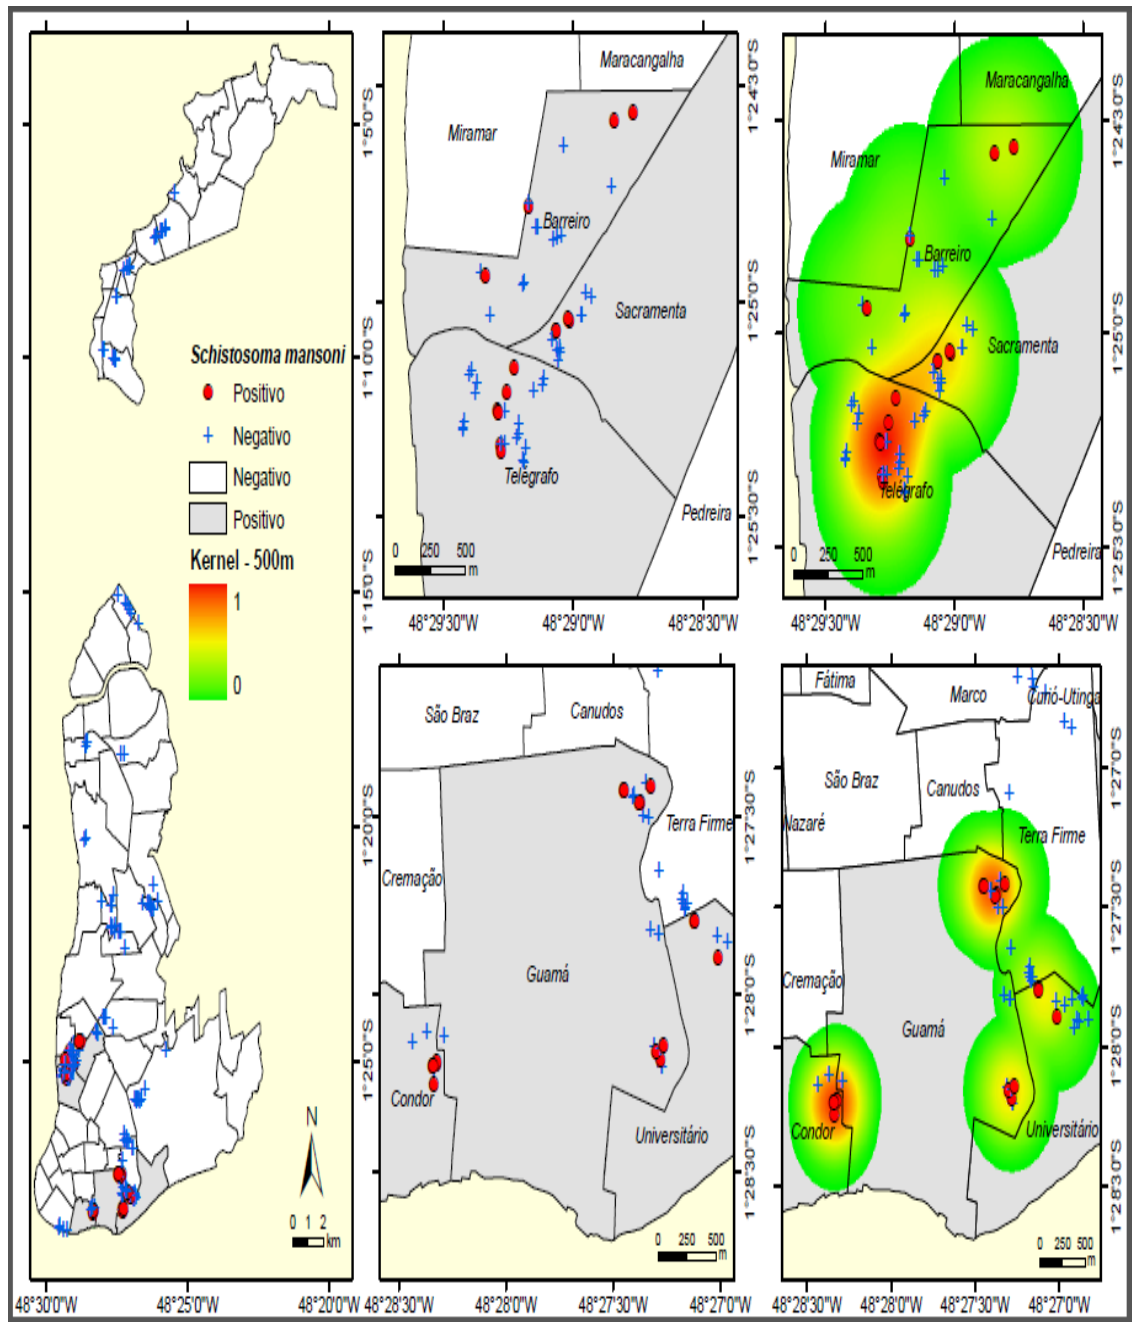 Schistosoma mansoni
Positivo
Negativo
Negativo
Positivo
Kernel - 500m
1
0
N
0 1 2
km
1°5'0"S
1°10'0"S
1°15'0"S
1°20'0"S
1°25'0"S
48°30'0"W
48°25'0"W
48°20'0"W
Maracangalha
Miramar
Barreiro
Sacramenta
Telégrafo
Pedreira
0 250 500
m
1°24'30"S
1°25'0"S
1°25'30"S
48°29'30"W
48°29'0"W
48°28'30"W
Maracangalha
Miramar
Barreiro
Sacramenta
Telégrafo
Pedreira
0 250 500
m
1°24'30"S
1°25'0"S
1°25'30"S
48°29'30"W
48°29'0"W
48°28'30"W
São Braz
Canudos
Terra Firme
Cremação
Guamá
Condor
Universitário
0 250 500
m
1°27'30"S
1°28'0"S
1°28'30"S
48°28'30"W
48°28'0"W
48°27'30"W
48°27'0"W
Fátima
Marco
Curió-Utinga
São Braz
Canudos
Nazaré
Terra Firme
Cremação
Guamá
Condor
Universitário
0 250 500
m
1°27'0"S
1°27'30"S
1°28'0"S
1°28'30"S
48°28'30"W
48°28'0"W
48°27'30"W
48°27'0"W